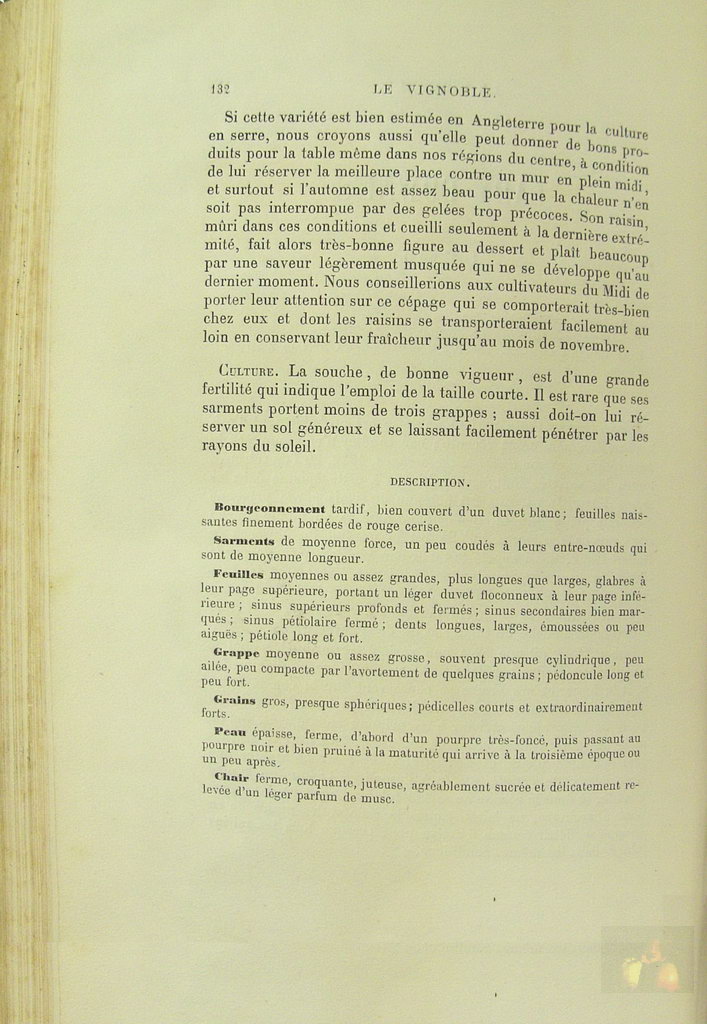 132 LE VIGNOBLE.
Si cette variété est bien estimée en Angleterre pour la culture
en serre, nous croyons aussi qu'elle peut donner de bons pro-
duits pour la table même dans nos régions du centre, à condition
de lui réserver la meilleure place contre un mur en plein midi,
et surtout si l'automne est assez beau pour que la chaleur n'en
soit pas interrompue par des gelées trop précoces. Son raisin,
mûri dans ces conditions et cueilli seulement à la dernière extré-
mité, fait alors très-bonne figure au dessert et plaît beaucoup
par une saveur légèrement musquée qui ne se développe qu'au
dernier moment. Nous conseillerions aux cultivateurs du Midi de
porter leur attention sur ce cépage qui se comporterait très-bien
chez eux et dont les raisins se transporteraient facilement au
loin en conservant leur fraîcheur jusqu'au mois de novembre.
CULTURE. La souche, de bonne vigueur, est d'une grande
fertilité qui indique l'emploi de la taille courte. Il est rare que ses
sarments portent moins de trois grappes ; aussi doit-on lui ré-
server un sol généreux et se laissant facilement pénétrer par les
rayons du soleil.
DESCRIPTION.
Bourgeonnement tardif, bien couvert d'un duvet blanc ; feuilles nais-
santes finement bordées de rouge cerise.
Sarments de moyenne force, un peu coudés à leurs entre-nœuds qui
sont de moyenne longueur.
Feuilles moyennes ou assez grandes, plus longues que larges, glabres à
leur page supérieure, portant un léger duvet floconneux à leur page infé-
rieure ; sinus supérieurs profonds et fermés ; sinus secondaires bien mar-
qués ; sinus pétiolaire fermé ; dents longues, larges, émoussées ou peu
aiguës ; pétiole long et fort.
Grappe moyenne ou assez grosse, souvent presque cylindrique, peu
ailée, peu compacte par l'avortement de quelques grains ; pédoncule long et
peu fort.
Grains gros, presque sphériques ; pédicelles courts et extraordinairement
forts.
Peau épaisse, ferme, d'abord d'un pourpre très-foncé, puis passant au
pourpre noir et bien pruiné à la maturité qui arrive à la troisième époque ou
un peu après.
Chair ferme, croquante, juteuse, agréablement sucrée et délicatement re-
levée d'un léger parfum de musc.